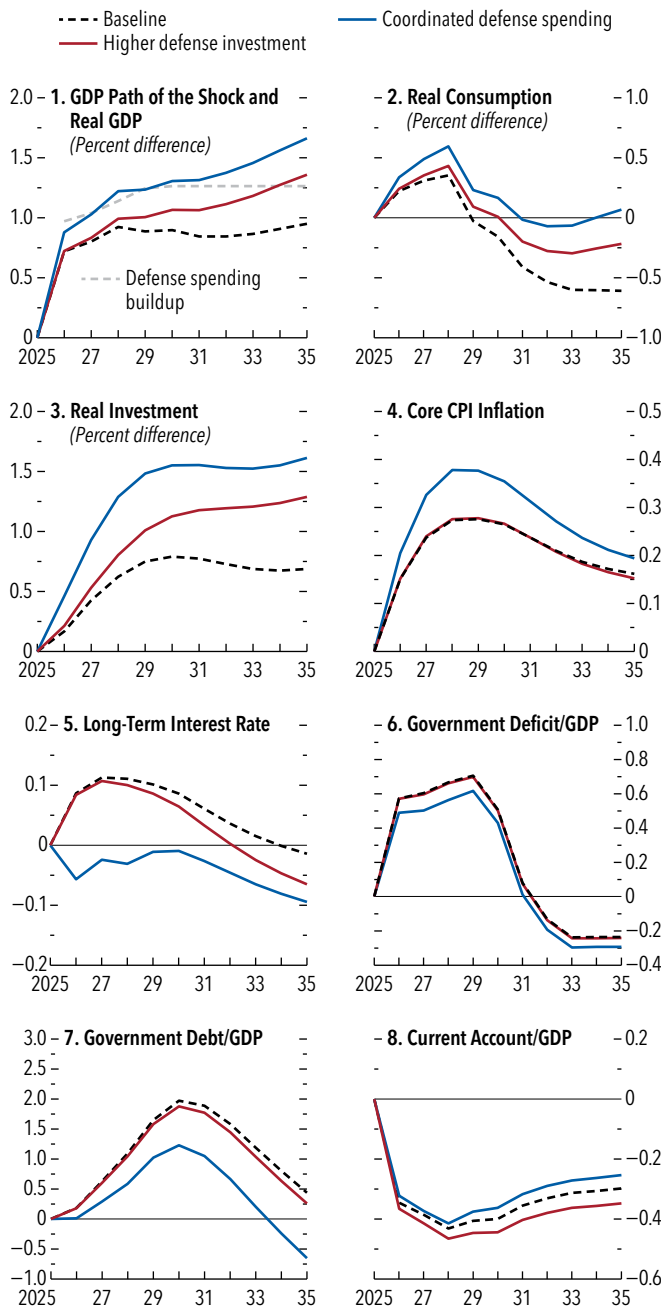 Baseline
Coordinated defense spending
Higher defense investment
1. GDP Path of the Shock and
Real GDP
(Percent difference)
2.0
1.5
1.0
0.5
0
Defense spending
buildup
2025 27 29 31 33 35
2. Real Consumption
(Percent difference)
1.0
0.5
0
−0.5
−1.0
2025 27 29 31 33 35
3. Real Investment
(Percent difference)
2.0
1.5
1.0
0.5
0
2025 27 29 31 33 35
4. Core CPI Inflation
0.5
0.4
0.3
0.2
0.1
0
2025 27 29 31 33 35
5. Long-Term Interest Rate
0.2
0.1
0
−0.1
−0.2
2025 27 29 31 33 35
6. Government Deficit/GDP
1.0
0.8
0.6
0.4
0.2
0
−0.2
−0.4
2025 27 29 31 33 35
7. Government Debt/GDP
3.0
2.5
2.0
1.5
1.0
0.5
0
−0.5
−1.0
2025 27 29 31 33 35
8. Current Account/GDP
0.2
0
−0.2
−0.4
−0.6
2025 27 29 31 33 35